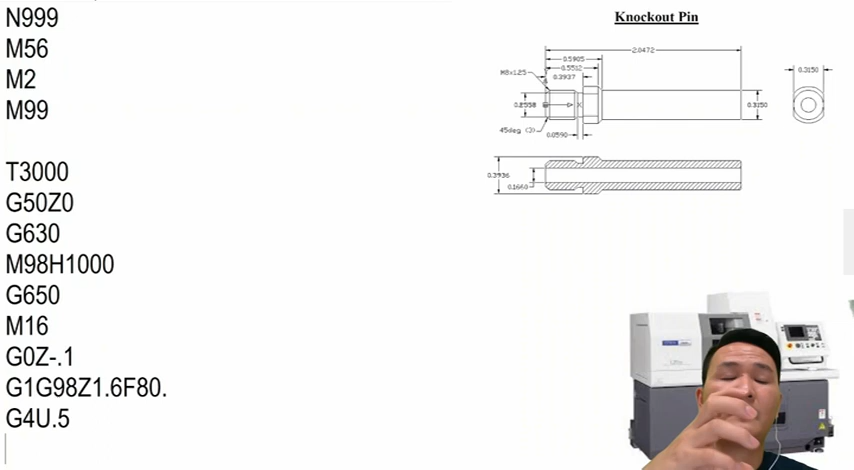 N999
M56
M2
M99
T3000
G50Z0
G630
M98H1000
G650
M16
G0Z-.1
G1G98Z1.6F80.
G4U.5
Knockout Pin
2.0472
0.5905
0.5512
0.3937
M8x1.25
0.2558
X
0.3150
0.3150
45deg (3)
0.0590
0.3936
0.1660